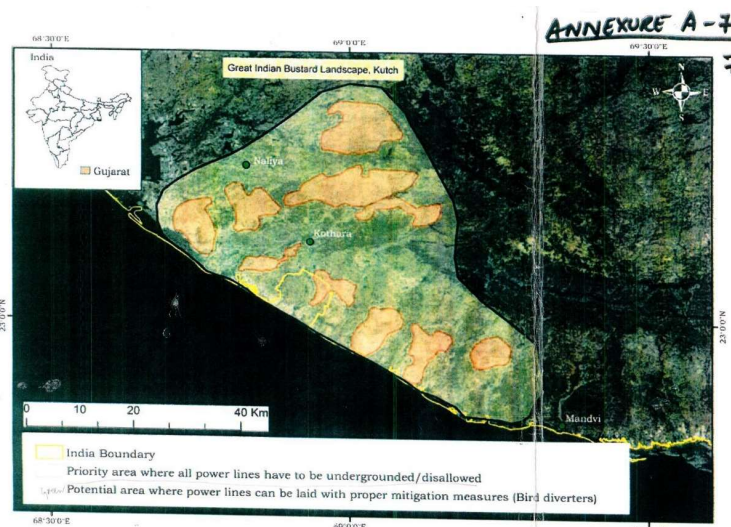 ANNEXURE A-7
68°30'0"E
69°0'0"E
69°30'0"E
India
Great Indian Bustard Landscape, Kutch
N
W E
S
Gujarat
Naliya
Kothara
23°0'0"N
23°0'0"N
Mandvi
0 10 20 40 Km
India Boundary
Priority area where all power lines have to be undergrounded/disallowed
Potential area where power lines can be laid with proper mitigation measures (Bird diverters)
68°30'0"E
69°0'0"E